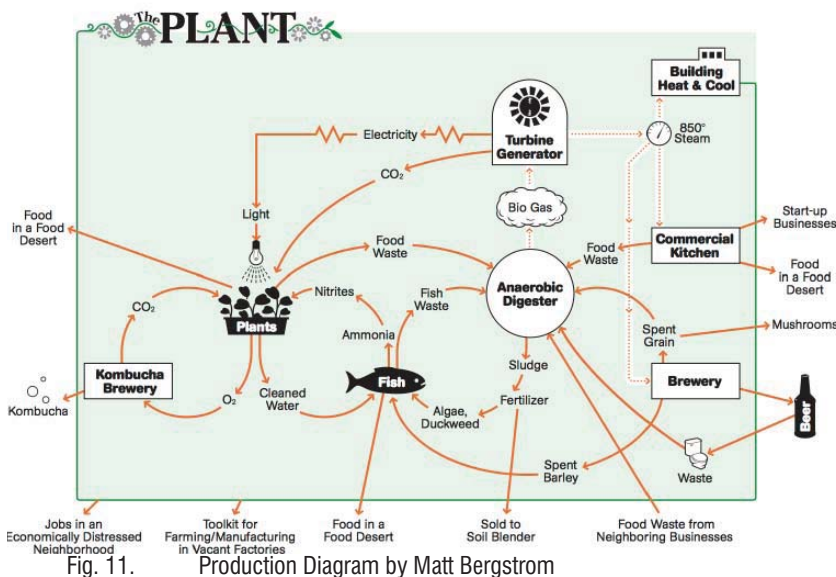 The PLANT
Building
Heat & Cool
850°
Steam
Turbine
Generator
Electricity
CO₂
Light
Bio Gas
Food
in a Food
Desert
Food
Waste
Food
Waste
Commercial
Kitchen
Start-up
Businesses
Food
in a Food
Desert
Nitrites
Fish
Waste
Anaerobic
Digester
CO₂
Plants
Ammonia
Spent
Grain
Mushrooms
Kombucha
Brewery
Fish
Sludge
Brewery
Kombucha
O₂
Cleaned
Water
Algae,
Duckweed
Fertilizer
Beer
Spent
Barley
Waste
Jobs in an
Economically Distressed
Neighborhood
Toolkit for
Farming/Manufacturing
in Vacant Factories
Food in a
Food Desert
Sold to
Soil Blender
Food Waste from
Neighboring Businesses
Fig. 11. Production Diagram by Matt Bergstrom